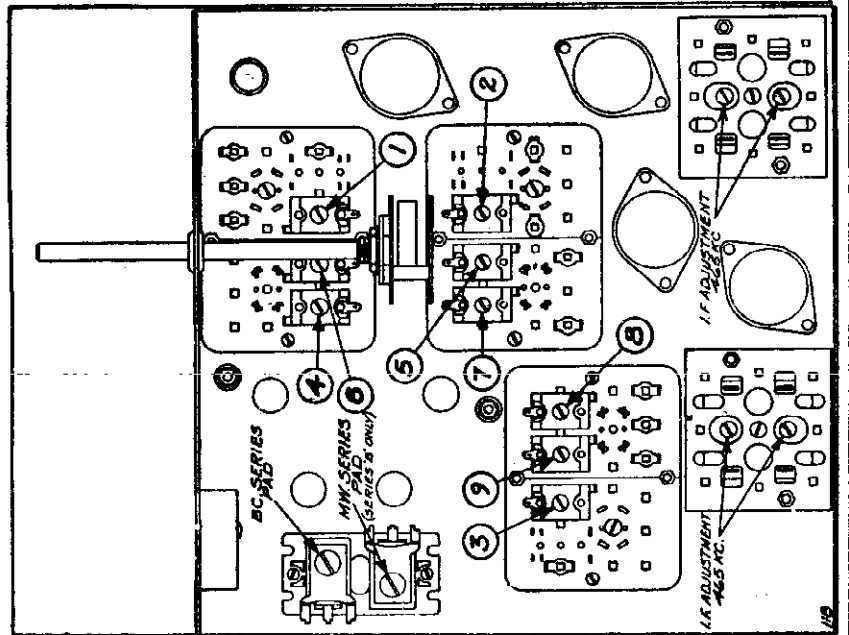 1
2
4
6
5
7
8
9
3
BC SERIES
PAD
MW SERIES
PAD
(SERIES 'B' ONLY)
I.F. ADJUSTMENT
465 KC
I.F. ADJUSTMENT
465 KC.
118